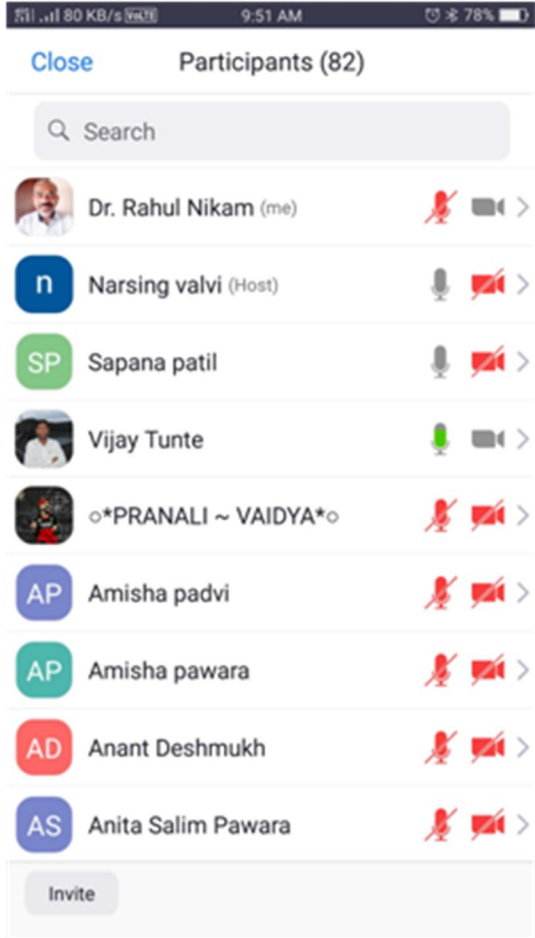 80 KB/s VoLTE 9:51 AM 78%
Close Participants (82)
Search
Dr. Rahul Nikam (me)
n Narsing valvi (Host)
SP Sapana patil
Vijay Tunte
○*PRANALI ~ VAIDYA*○
AP Amisha padvi
AP Amisha pawara
AD Anant Deshmukh
AS Anita Salim Pawara
Invite